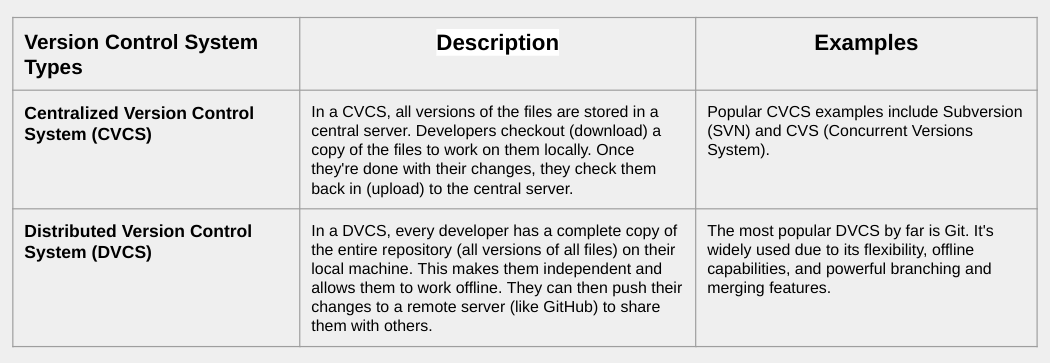 Version Control System
Types
Description
Examples
Centralized Version Control
System (CVCS)
In a CVCS, all versions of the files are stored in a
central server. Developers checkout (download) a
copy of the files to work on them locally. Once
they're done with their changes, they check them
back in (upload) to the central server.
Popular CVCS examples include Subversion
(SVN) and CVS (Concurrent Versions
System).
Distributed Version Control
System (DVCS)
In a DVCS, every developer has a complete copy of
the entire repository (all versions of all files) on their
local machine. This makes them independent and
allows them to work offline. They can then push their
changes to a remote server (like GitHub) to share
them with others.
The most popular DVCS by far is Git. It's
widely used due to its flexibility, offline
capabilities, and powerful branching and
merging features.